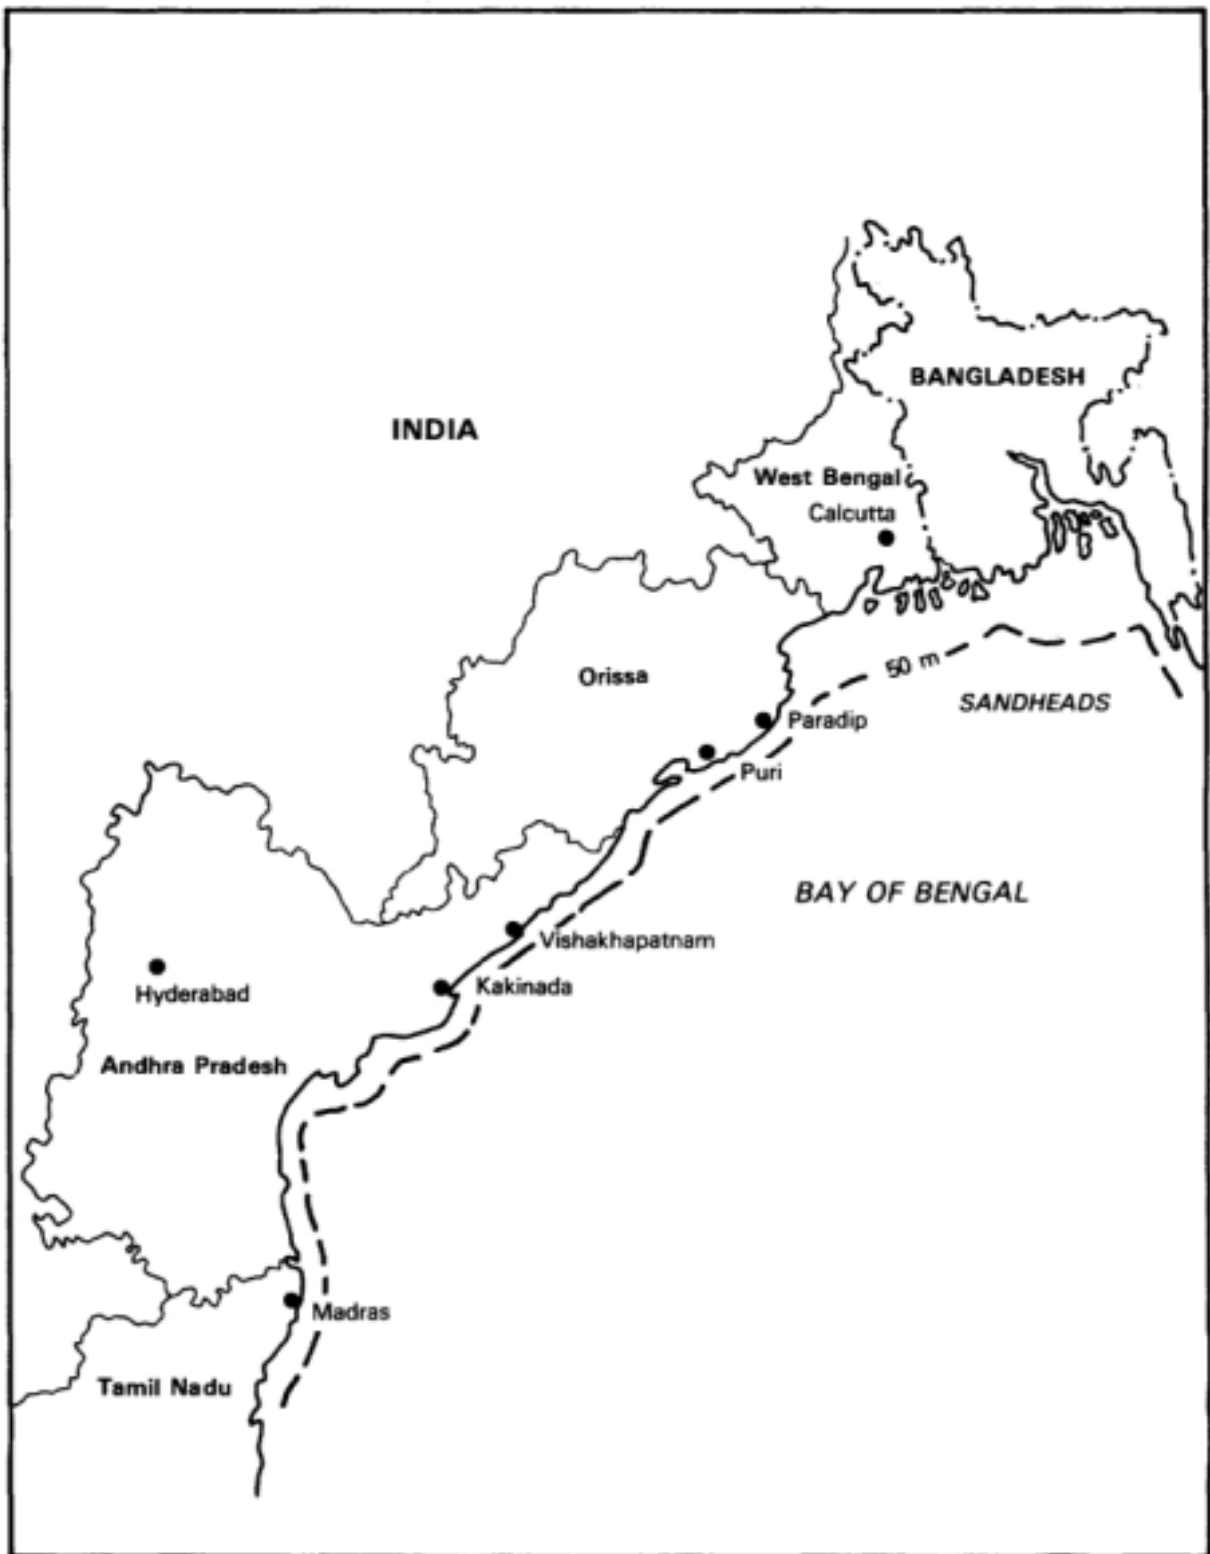 BANGLADESH
INDIA
West Bengal
Calcutta
50 m
Orissa
SANDHEADS
Paradip
Puri
BAY OF BENGAL
Vishakhapatnam
Kakinada
Hyderabad
Andhra Pradesh
Madras
Tamil Nadu